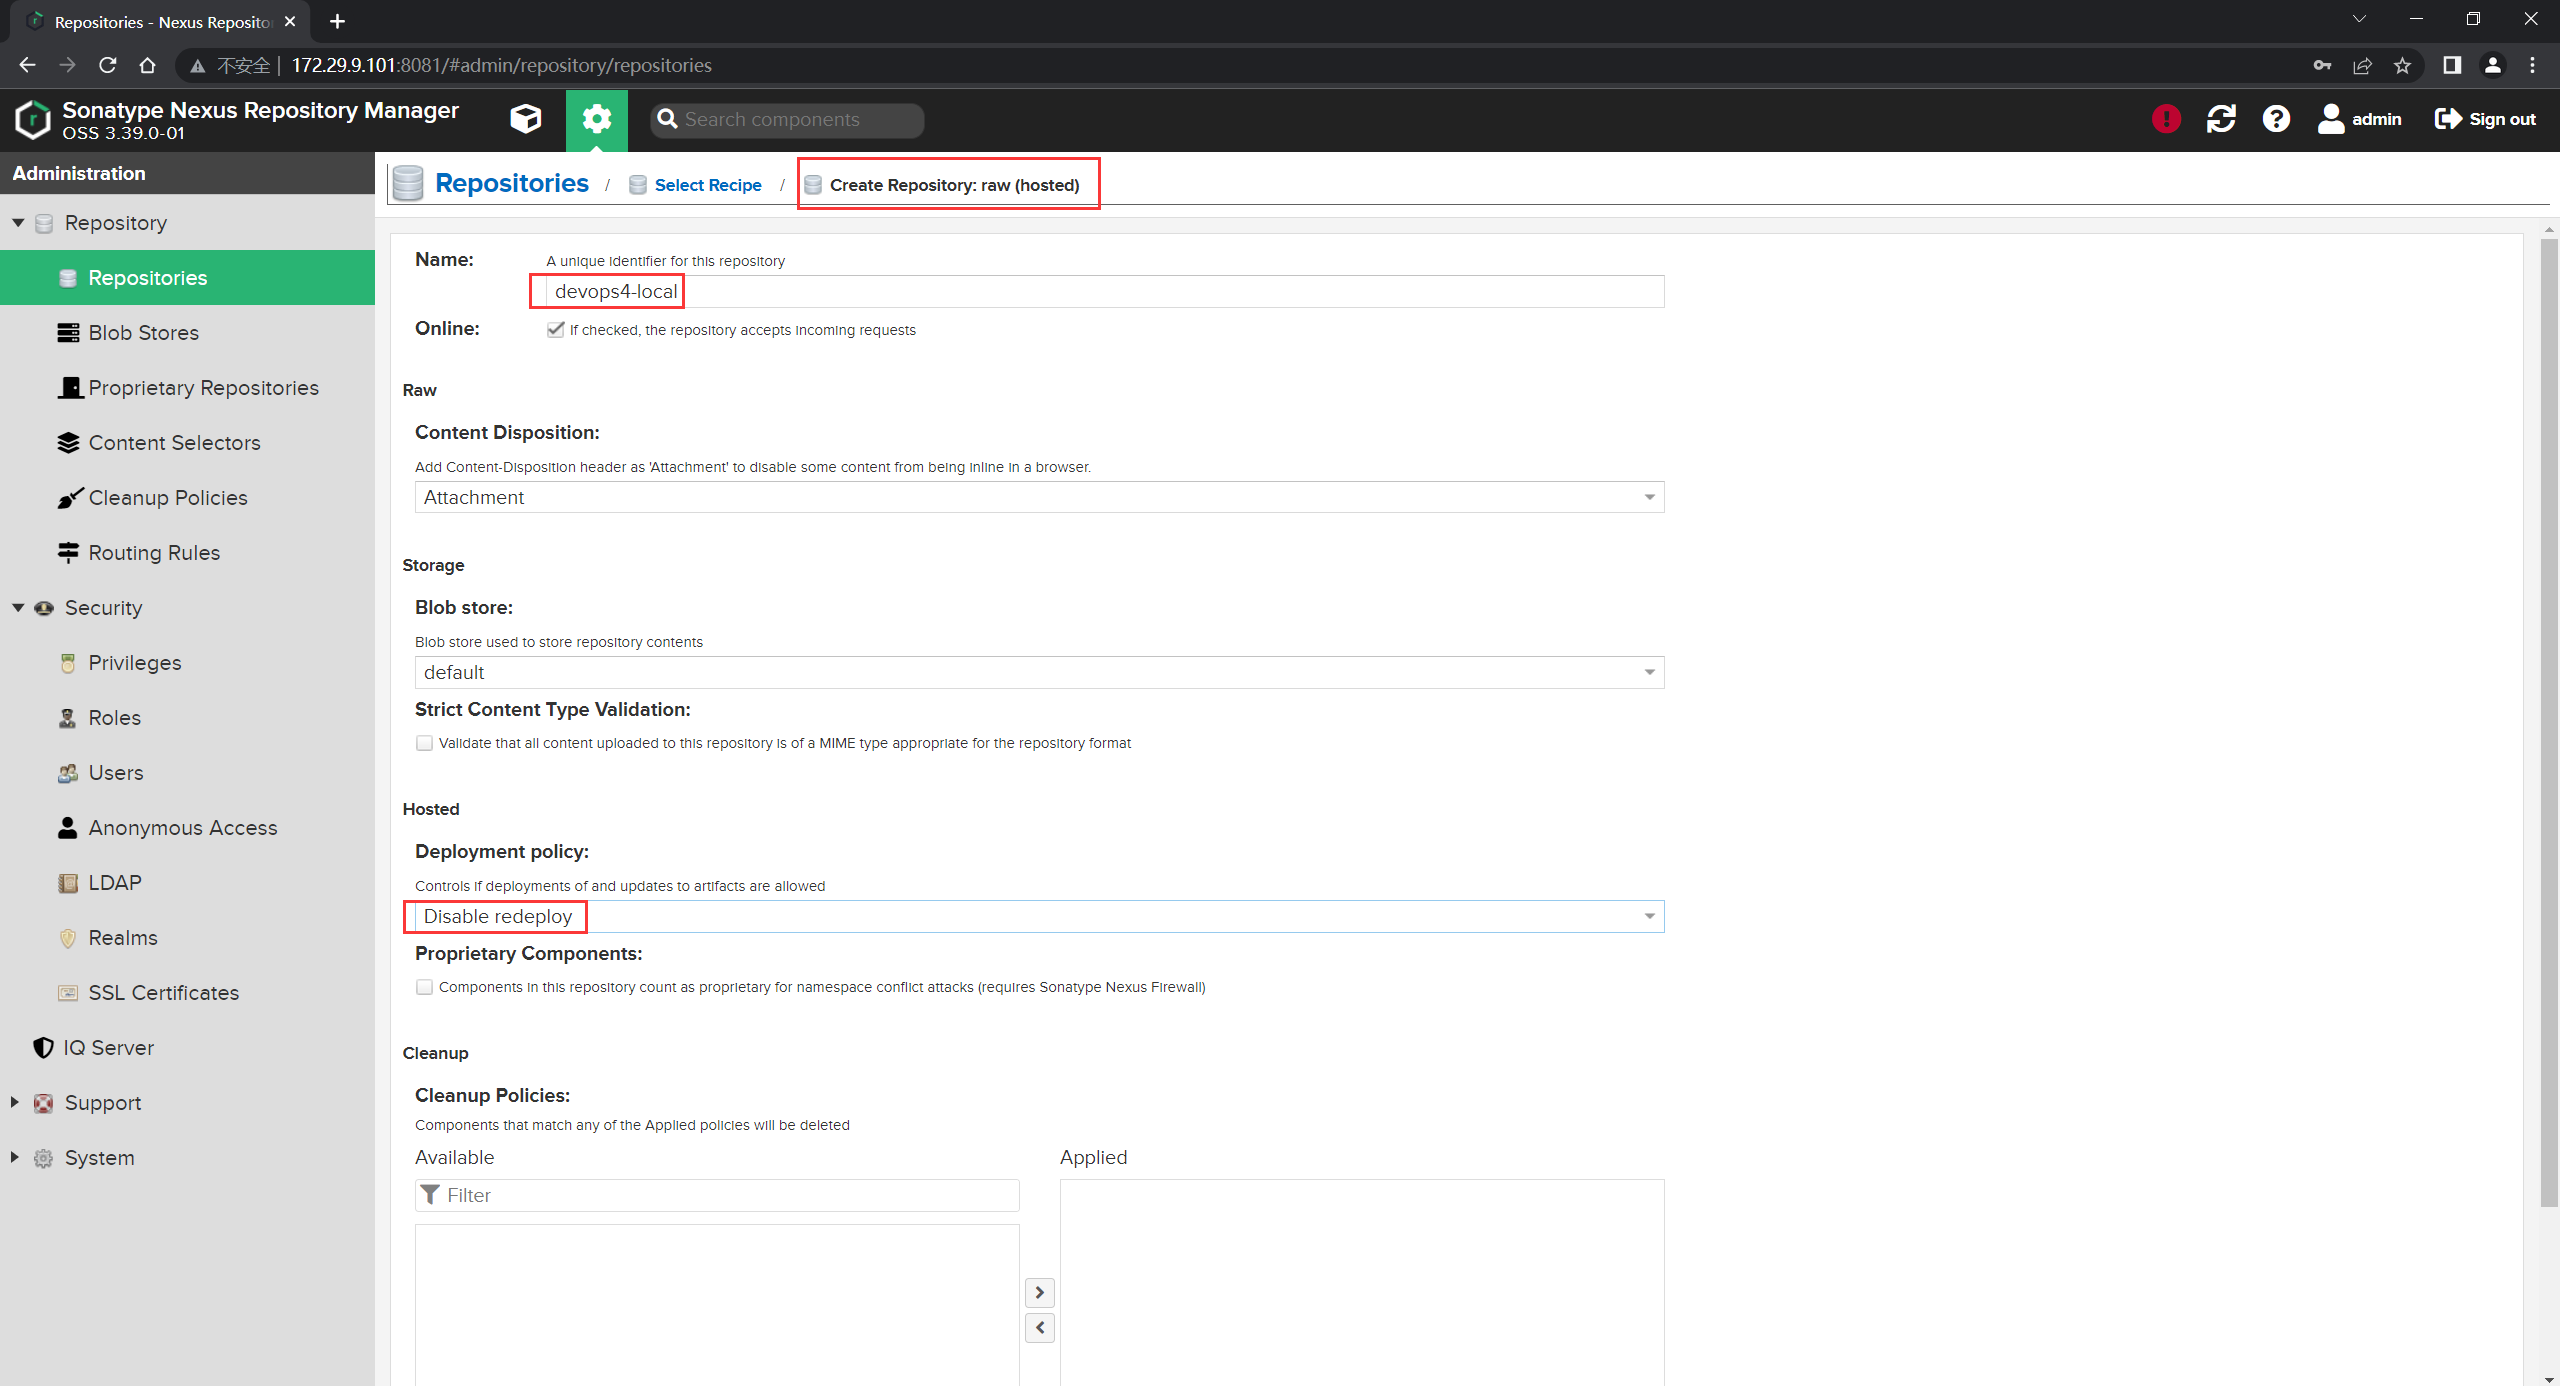 Repositories - Nexus Reposito
不安全 | 172.29.9.101:8081/#admin/repository/repositories
Sonatype Nexus Repository Manager
OSS 3.39.0-01
Search components
admin
Sign out
Administration
Repository
Repositories
Blob Stores
Proprietary Repositories
Content Selectors
Cleanup Policies
Routing Rules
Security
Privileges
Roles
Users
Anonymous Access
LDAP
Realms
SSL Certificates
IQ Server
Support
System
Repositories / Select Recipe / Create Repository: raw (hosted)
Name: A unique identifier for this repository
devops4-local
Online: If checked, the repository accepts incoming requests
Raw
Content Disposition:
Add Content-Disposition header as 'Attachment' to disable some content from being inline in a browser.
Attachment
Storage
Blob store:
Blob store used to store repository contents
default
Strict Content Type Validation:
Validate that all content uploaded to this repository is of a MIME type appropriate for the repository format
Hosted
Deployment policy:
Controls if deployments of and updates to artifacts are allowed
Disable redeploy
Proprietary Components:
Components in this repository count as proprietary for namespace conflict attacks (requires Sonatype Nexus Firewall)
Cleanup
Cleanup Policies:
Components that match any of the Applied policies will be deleted
Available
Applied
Filter